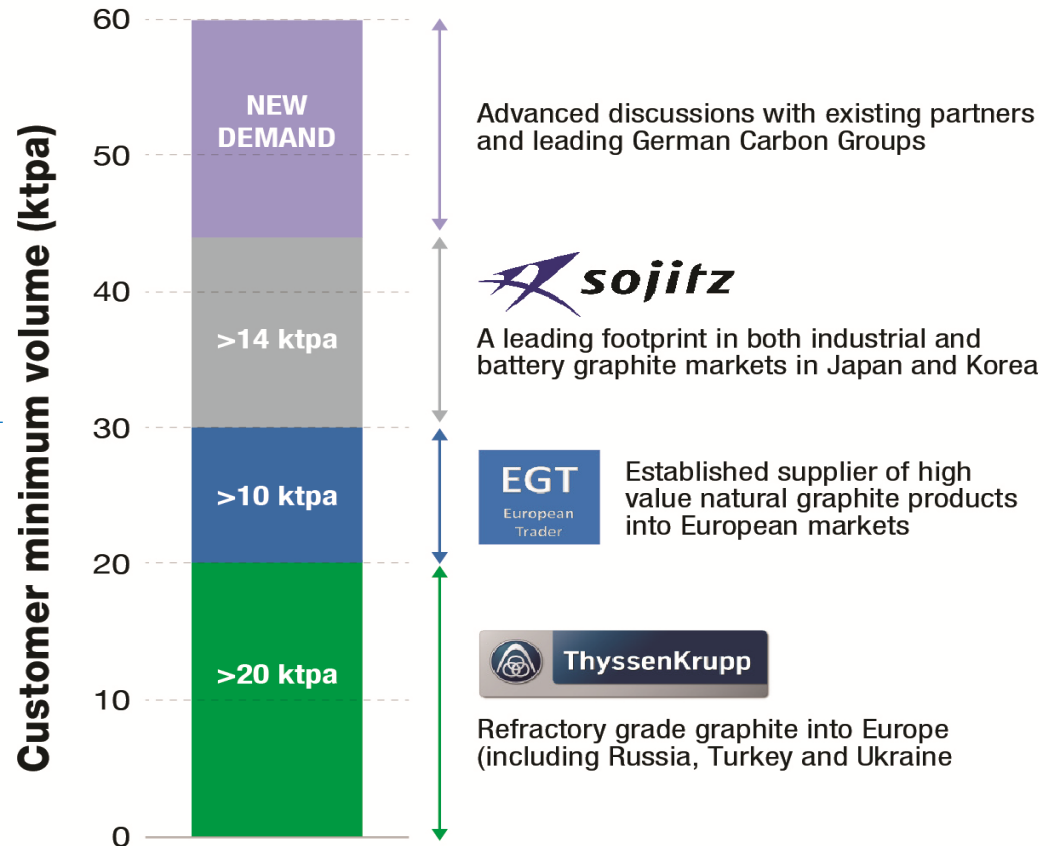 Customer minimum volume (ktpa)
60
50
40
30
20
10
0
NEW
DEMAND
>14 ktpa
>10 ktpa
>20 ktpa
Advanced discussions with existing partners
and leading German Carbon Groups
sojitz
A leading footprint in both industrial and
battery graphite markets in Japan and Korea
EGT
European
Trader
Established supplier of high
value natural graphite products
into European markets
ThyssenKrupp
Refractory grade graphite into Europe
(including Russia, Turkey and Ukraine